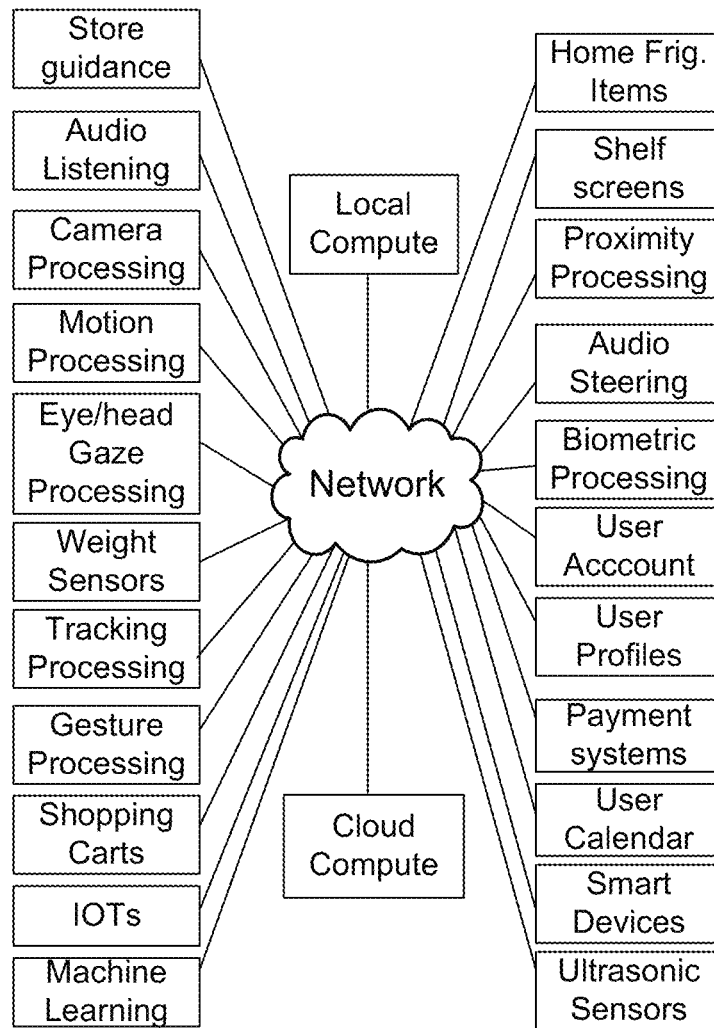 Store
guidance
Audio
Listening
Camera
Processing
Motion
Processing
Eye/head
Gaze
Processing
Weight
Sensors
Tracking
Processing
Gesture
Processing
Shopping
Carts
IOTs
Machine
Learning
Local
Compute
Network
Cloud
Compute
Home Frig.
Items
Shelf
screens
Proximity
Processing
Audio
Steering
Biometric
Processing
User
Acccount
User
Profiles
Payment
systems
User
Calendar
Smart
Devices
Ultrasonic
Sensors